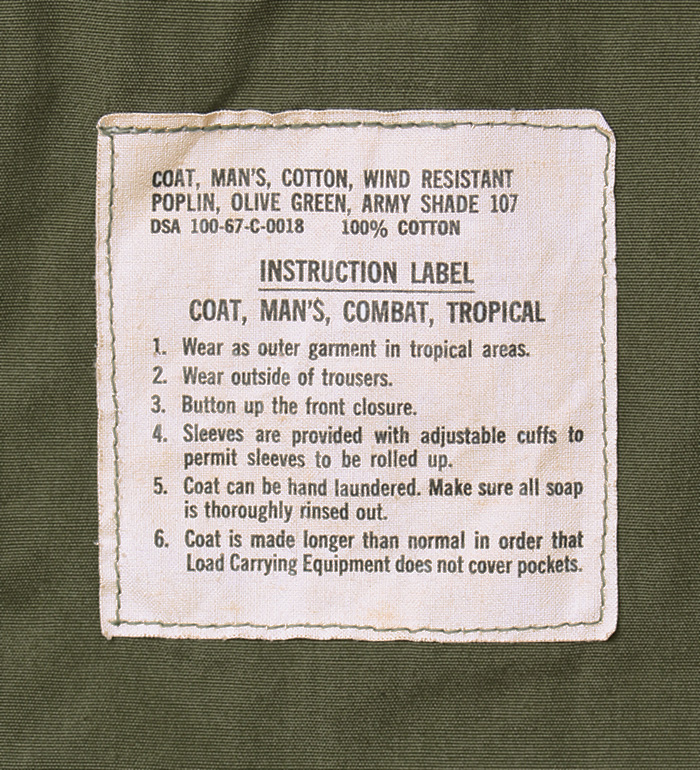 COAT, MAN'S, COTTON, WIND RESISTANT
POPLIN, OLIVE GREEN, ARMY SHADE 107
DSA 100-67-C-0018 100% COTTON
INSTRUCTION LABEL
COAT, MAN'S, COMBAT, TROPICAL
1. Wear as outer garment in tropical areas.
2. Wear outside of trousers.
3. Button up the front closure.
4. Sleeves are provided with adjustable cuffs to
permit sleeves to be rolled up.
5. Coat can be hand laundered. Make sure all soap
is thoroughly rinsed out.
6. Coat is made longer than normal in order that
Load Carrying Equipment does not cover pockets.